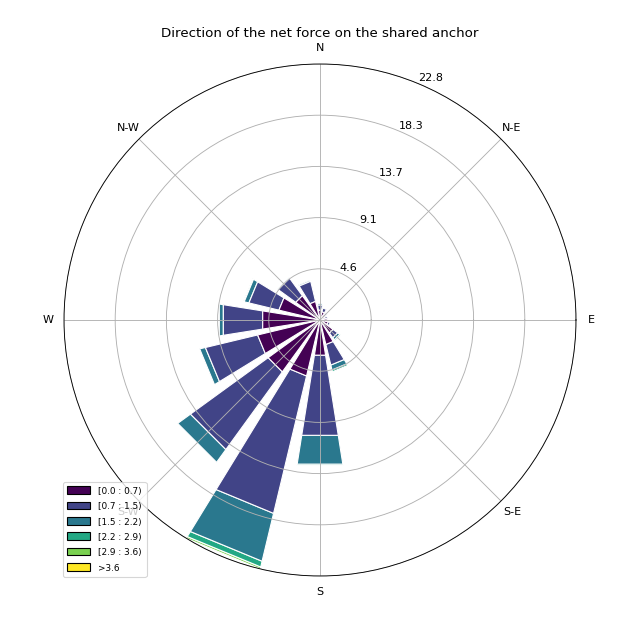 Direction of the net force on the shared anchor
N
22.8
N-W
N-E
18.3
13.7
9.1
4.6
W
E
[0.0 : 0.7)
[0.7 : 1.5)
S-W
S-E
[1.5 : 2.2)
[2.2 : 2.9)
[2.9 : 3.6)
>3.6
S